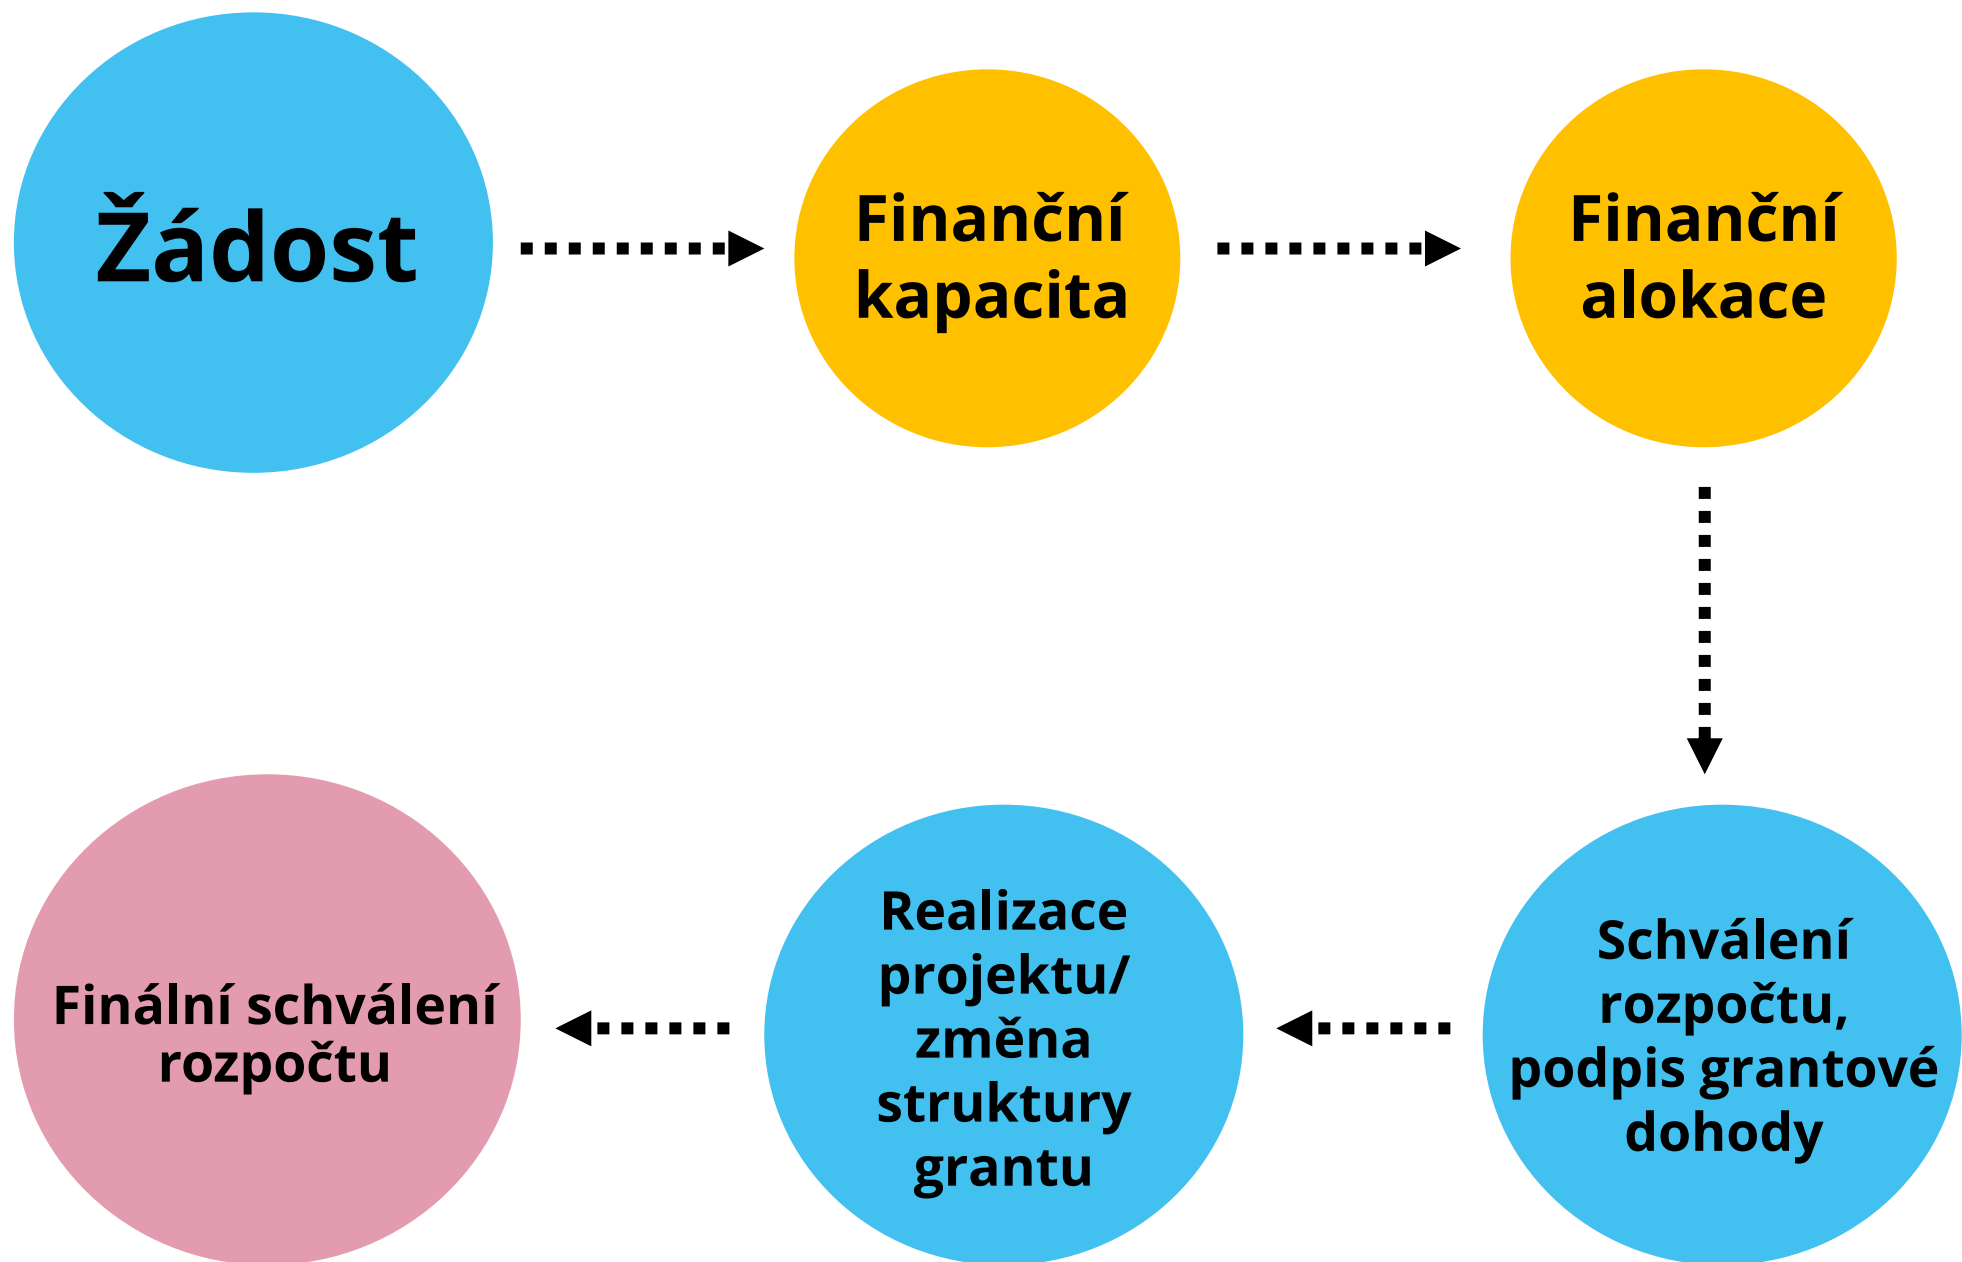 Žádost
Finanční
kapacita
Finanční
alokace
Schválení
rozpočtu,
podpis grantové
dohody
Realizace
projektu/
změna
struktury
grantu
Finální schválení
rozpočtu